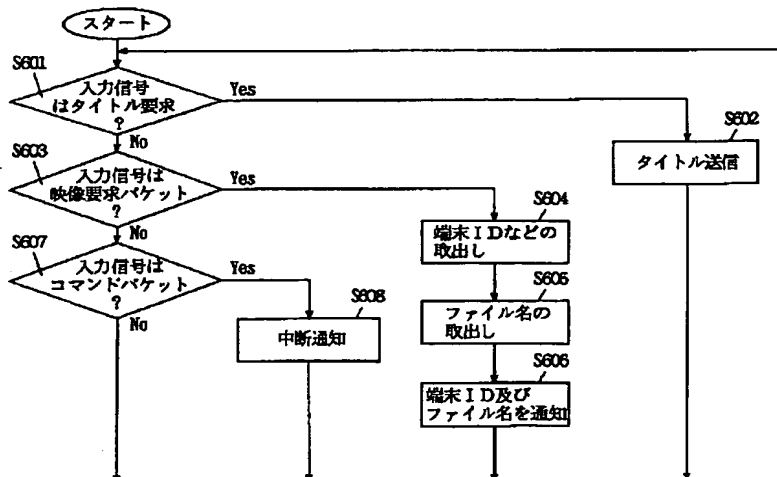 スタート
S601
入力信号
はタイトル要求
?
Yes
No
S602
タイトル送信
S603
入力信号は
映像要求パケット
?
Yes
No
S604
端末IDなどの
取出し
S605
ファイル名の
取出し
S606
端末ID及び
ファイル名を通知
S607
入力信号は
コマンドパケット
?
Yes
No
S608
中断通知